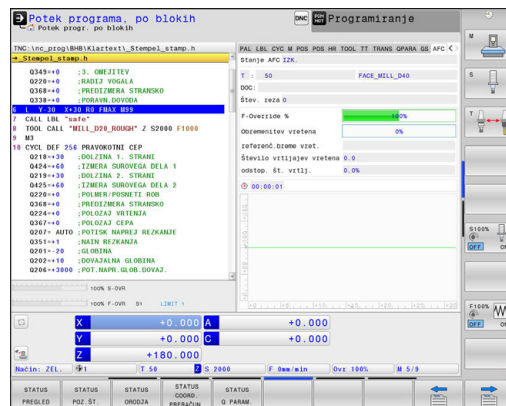 Potek programa, po blokih
Potek progr. po blokih
DNC
Programiranje
TNC:\nc_prog\BHB\Klartext\_Stempel_stamp.h
→_Stempel_stamp.h
Q349=+0 ;3. OMEJITEV
Q220=+0 ;RADIJ VOGALA
Q368=+0 ;PREDIZMERA STRANSKO
Q338=+0 ;PORAVN.DOVODA
6 L Y-30 X+30 R0 FMAX M99
7 CALL LBL "safe"
8 TOOL CALL "MILL_D20_ROUGH" Z S2000 F1000
9 M3
10 CYCL DEF 256 PRAVOKOTNI CEP
Q218=+30 ;DOLZINA 1. STRANI
Q424=+60 ;IZMERA SUROVEGA DELA 1
Q219=+30 ;DOLZINA 2. STRANI
Q425=+60 ;IZMERA SUROVEGA DELA 2
Q220=+0 ;POLMER/POSNETI ROB
Q368=+0 ;PREDIZMERA STRANSKO
Q224=+0 ;POLOZAJ VRTENJA
Q367=+0 ;POLOZAJ CEPA
Q207= AUTO ;POTISK NAPREJ REZKANJE
Q351=+1 ;NAIN REZKANJA
Q201=-20 ;GLOBINA
Q202=+10 ;DOVAJALNA GLOBINA
Q206=+3000 ;POT.NAPR.GLOB.DOVAJ.
100% S-OVR
100% F-OVR S1 LIMIT 1
PAL LBL CYC M POS POS HR TOOL TT TRANS QPARA GS AFC
Stanje AFC IZK.
T : 50 FACE_MILL_D40
DOC:
Štev. reza 0
F-Override % 100%
Obremenitev vretena 0%
referenč.breme vret.
Število vrtljajev vretena 0.0
odstop. št. vrtlj. 0.0%
00:00:01
X +0.000 A +0.000
Y +0.000 C +0.000
Z +180.000
Način: ŽEL. 1 T 50 Z S 2000 F 0mm/min Ovr 100% M 5/9
STATUS PREGLED
STATUS POZ.ŠT.
STATUS ORODJA
STATUS COORD. PRERAČUN
STATUS Q PARAM.
M
S
T
S100%
OFF
F100%
OFF